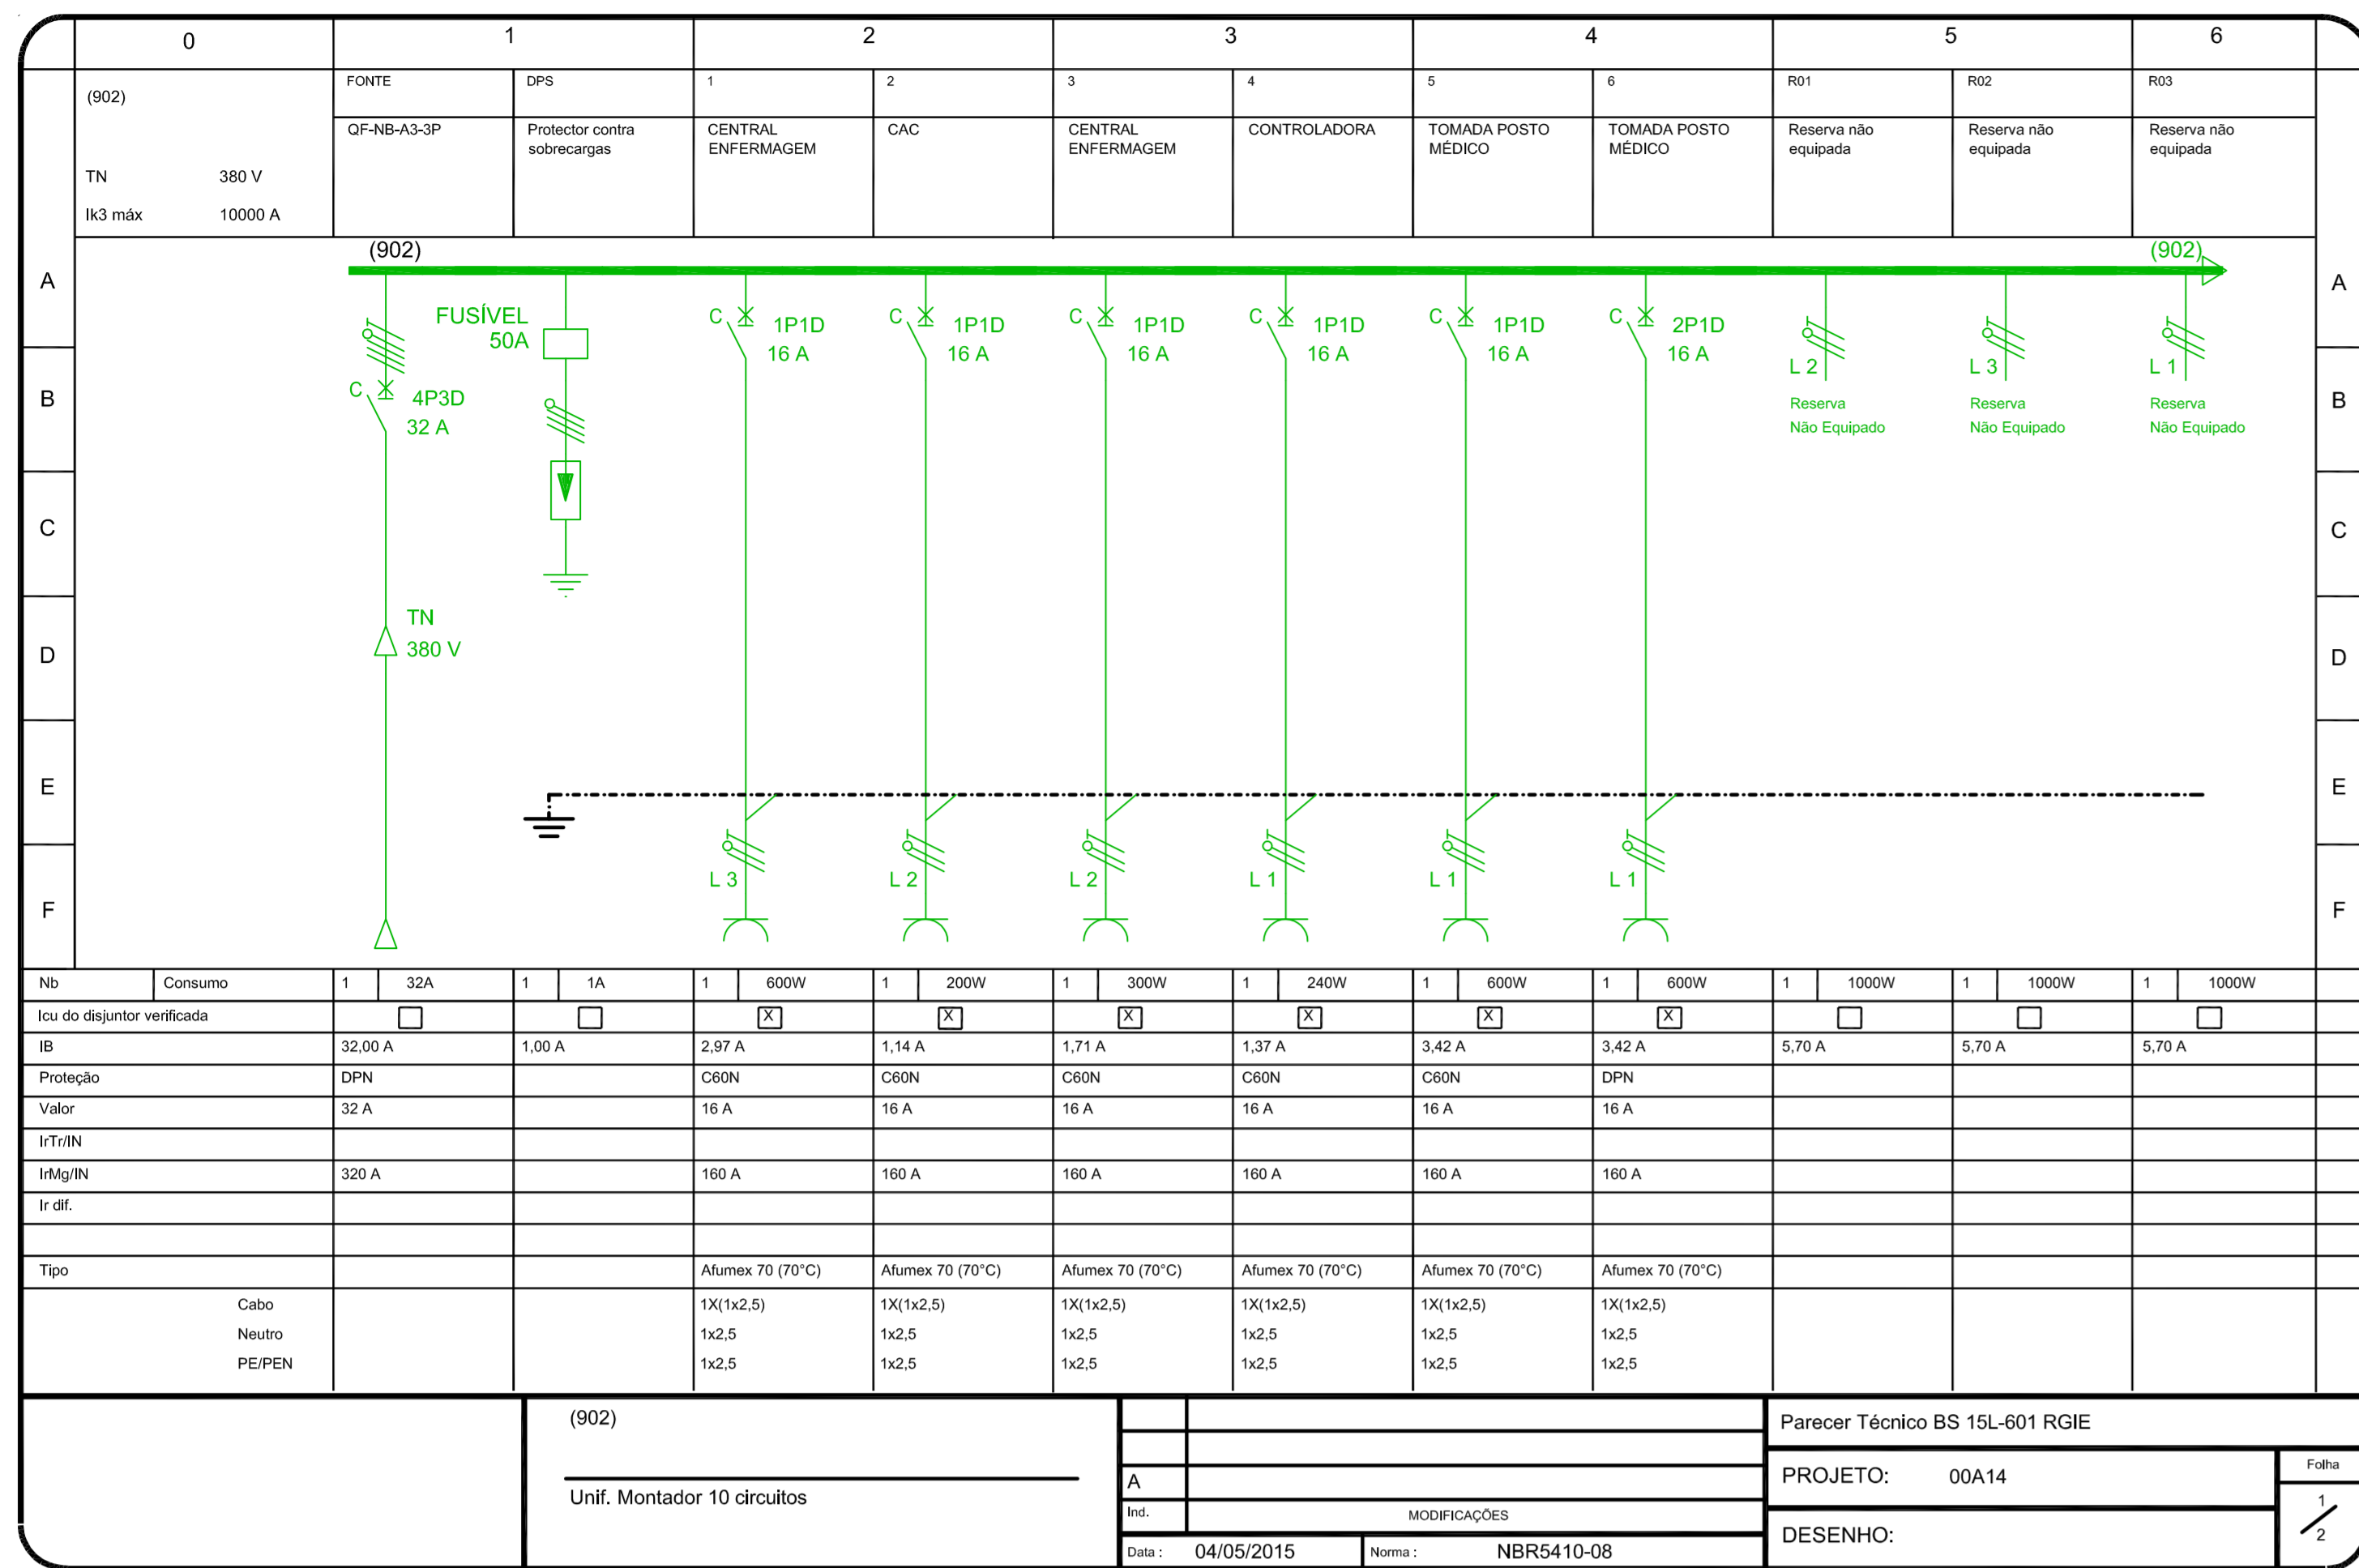 0 1 2 3 4 5 6
(902) FONTE DPS 1 2 3 4 5 6 R01 R02 R03
QF-NB-A3-3P Protector contra CENTRAL CAC CENTRAL CONTROLADORA TOMADA POSTO TOMADA POSTO Reserva não Reserva não Reserva não
sobrecargas ENFERMAGEM ENFERMAGEM MÉDICO MÉDICO equipada equipada equipada
TN 380 V
Ik3 máx 10000 A
(902) (902)
A A
FUSÍVEL C 1P1D C 1P1D C 1P1D C 1P1D C 1P1D C 2P1D
50A 16 A 16 A 16 A 16 A 16 A 16 A
L 2 L 3 L 1
B C 4P3D Reserva Reserva Reserva B
32 A Não Equipado Não Equipado Não Equipado
C C
TN
D 380 V D
E E
L 3 L 2 L 2 L 1 L 1 L 1
F F
Nb Consumo 1 32A 1 1A 1 600W 1 200W 1 300W 1 240W 1 600W 1 600W 1 1000W 1 1000W 1 1000W
Icu do disjuntor verificada X X X X X X
IB 32,00 A 1,00 A 2,97 A 1,14 A 1,71 A 1,37 A 3,42 A 3,42 A 5,70 A 5,70 A 5,70 A
Proteção DPN C60N C60N C60N C60N C60N DPN
Valor 32 A 16 A 16 A 16 A 16 A 16 A 16 A
IrTr/IN
IrMg/IN 320 A 160 A 160 A 160 A 160 A 160 A 160 A
Ir dif.
Tipo Afumex 70 (70°C) Afumex 70 (70°C) Afumex 70 (70°C) Afumex 70 (70°C) Afumex 70 (70°C) Afumex 70 (70°C)
Cabo 1X(1x2,5) 1X(1x2,5) 1X(1x2,5) 1X(1x2,5) 1X(1x2,5) 1X(1x2,5)
Neutro 1x2,5 1x2,5 1x2,5 1x2,5 1x2,5 1x2,5
PE/PEN 1x2,5 1x2,5 1x2,5 1x2,5 1x2,5 1x2,5
(902)
Unif. Montador 10 circuitos
A
Ind. MODIFICAÇÕES
Data : 04/05/2015 Norma : NBR5410-08
Parecer Técnico BS 15L-601 RGIE
PROJETO: 00A14
DESENHO:
Folha
1/2